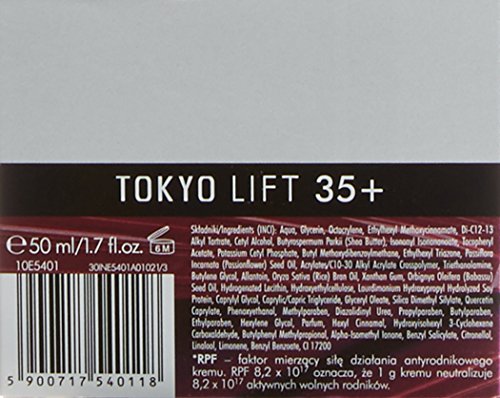 TOKYO LIFT 35+
℮ 50 ml/1.7 fl.oz. 6 M
10E5401 30INE5401A01021/3
5 900717 540118
Składniki/Ingredients (INCI): Aqua, Glycerin, Octocrylene, Ethylhexyl Methoxycinnamate, Di-C12-13
Alkyl Tartrate, Cetyl Alcohol, Butyrospermum Parkii (Shea Butter), Isononyl Isononanoate, Tocopheryl
Acetate, Potassium Cetyl Phosphate, Butyl Methoxydibenzoylmethane, Ethylhexyl Triazone, Passiflora
Incarnata (Passionflower) Seed Oil, Acrylates/C10-30 Alkyl Acrylate Crosspolymer, Triethanolamine,
Butylene Glycol, Allantoin, Oryza Sativa (Rice) Bran Oil, Xanthan Gum, Orbignya Oleifera (Babassu)
Seed Oil, Hydrogenated Lecithin, Hydroxyethylcellulose, Laurdimonium Hydroxypropyl Hydrolyzed Soy
Protein, Caprylyl Glycol, Caprylic/Capric Triglyceride, Glyceryl Oleate, Silica Dimethyl Silylate, Quercetin
Caprylate, Phenoxyethanol, Methylparaben, Diazolidinyl Urea, Propylparaben, Butylparaben,
Ethylparaben, Hexylene Glycol, Parfum, Hexyl Cinnamal, Hydroxyisohexyl 3-Cyclohexene
Carboxaldehyde, Butylphenyl Methylpropional, Alpha-Isomethyl Ionone, Benzyl Salicylate, Citronellol,
Linalool, Limonene, Benzyl Benzoate, CI 17200
*RPF – faktor mierzący siłę działania antyrodnikowego
kremu. RPF 8,2 x 10¹⁷ oznacza, że 1 g kremu neutralizuje
8,2 x 10¹⁷ aktywnych wolnych rodników.